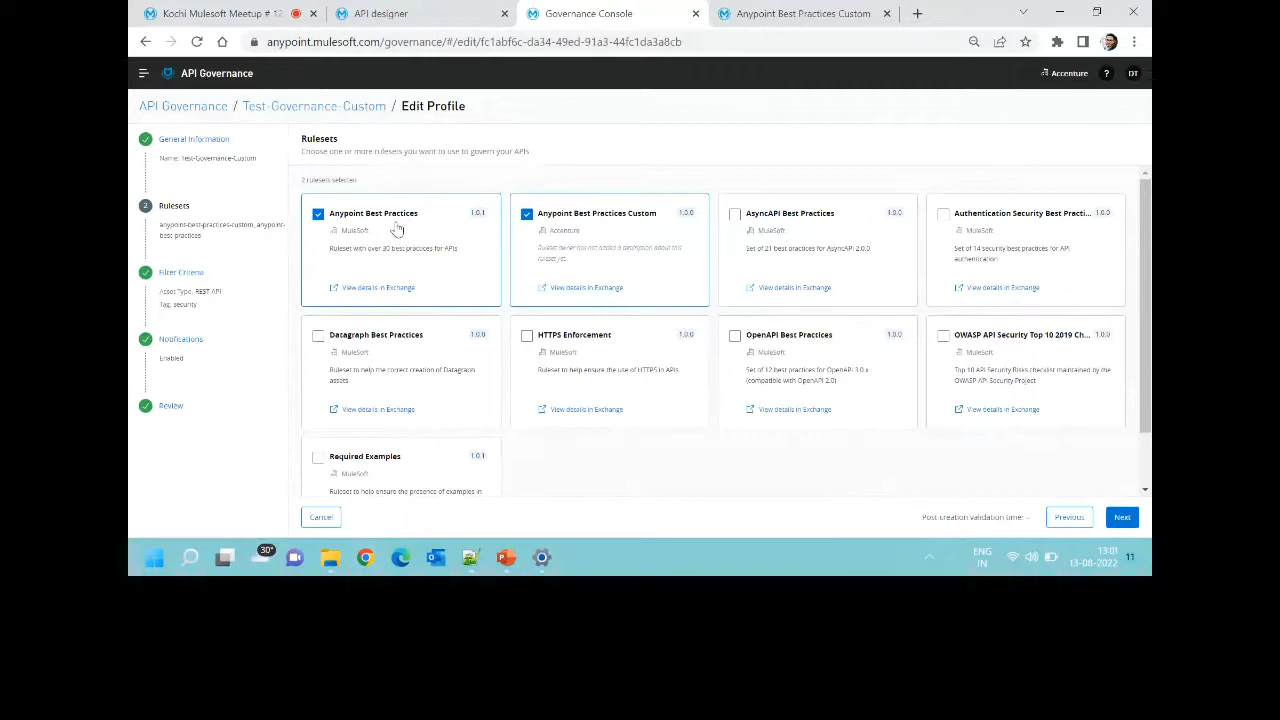 Kochi Mulesoft Meetup # 12
API designer
Governance Console
Anypoint Best Practices Custom
anypoint.mulesoft.com/governance/#/edit/fc1abf6c-da34-49ed-91a3-44fc1da3a8cb
API Governance
Accenture
?
DT
API Governance / Test-Governance-Custom / Edit Profile
General Information
Name: Test-Governance-Custom
2
Rulesets
anypoint-best-practices-custom, anypoint-
best-practices
Filter Criteria
Asset Type: REST API
Tag: security
Notifications
Enabled
Review
Rulesets
Choose one or more rulesets you want to use to govern your APIs
2 rulesets selected
Anypoint Best Practices 1.0.1
MuleSoft
Ruleset with over 30 best practices for APIs
View details in Exchange
Anypoint Best Practices Custom 1.0.0
Accenture
Ruleset owner has not added a description about this
ruleset yet.
View details in Exchange
AsyncAPI Best Practices 1.0.0
MuleSoft
Set of 21 best practices for AsyncAPI 2.0.0
View details in Exchange
Authentication Security Best Practi... 1.0.0
MuleSoft
Set of 14 security best practices for API
authentication
View details in Exchange
Datagraph Best Practices 1.0.0
MuleSoft
Ruleset to help the correct creation of Datagraph
assets
View details in Exchange
HTTPS Enforcement 1.0.0
MuleSoft
Ruleset to help ensure the use of HTTPS in APIs
View details in Exchange
OpenAPI Best Practices 1.0.0
MuleSoft
Set of 12 best practices for OpenAPI 3.0.x
(compatible with OpenAPI 2.0)
View details in Exchange
OWASP API Security Top 10 2019 Ch... 1.0.0
MuleSoft
Top 10 API Security Risks checklist maintained by the
OWASP API Security Project
View details in Exchange
Required Examples 1.0.1
MuleSoft
Ruleset to help ensure the presence of examples in
Cancel
Post-creation validation time: –
Previous
Next
30°
ENG
IN
13:01
13-08-2022
11